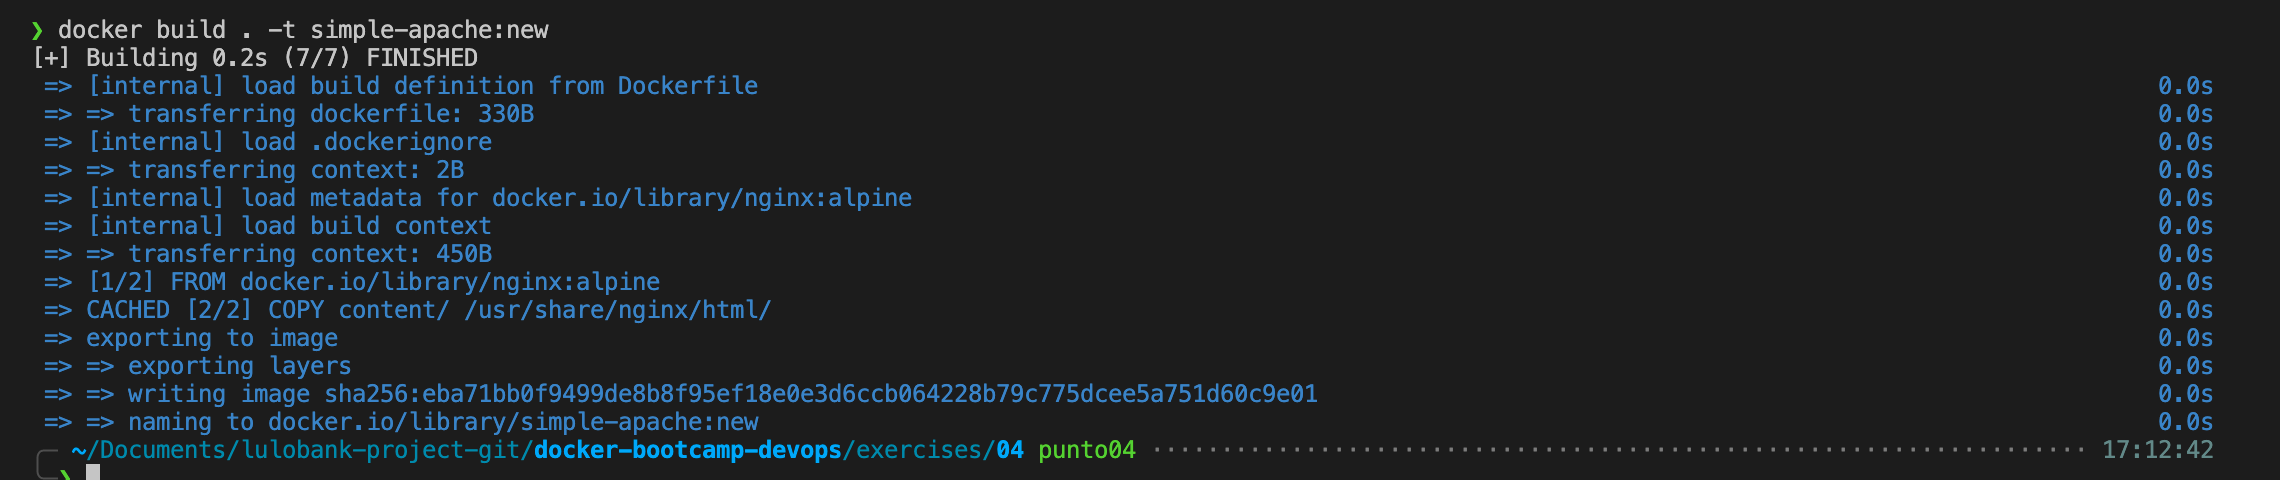 ❯ docker build . -t simple-apache:new
[+] Building 0.2s (7/7) FINISHED
=> [internal] load build definition from Dockerfile 0.0s
=> => transferring dockerfile: 330B 0.0s
=> [internal] load .dockerignore 0.0s
=> => transferring context: 2B 0.0s
=> [internal] load metadata for docker.io/library/nginx:alpine 0.0s
=> [internal] load build context 0.0s
=> => transferring context: 450B 0.0s
=> [1/2] FROM docker.io/library/nginx:alpine 0.0s
=> CACHED [2/2] COPY content/ /usr/share/nginx/html/ 0.0s
=> exporting to image 0.0s
=> => exporting layers 0.0s
=> => writing image sha256:eba71bb0f9499de8b8f95ef18e0e3d6ccb064228b79c775dcee5a751d60c9e01 0.0s
=> => naming to docker.io/library/simple-apache:new 0.0s
~/Documents/lulobank-project-git/docker-bootcamp-devops/exercises/04 punto04 17:12:42
❯